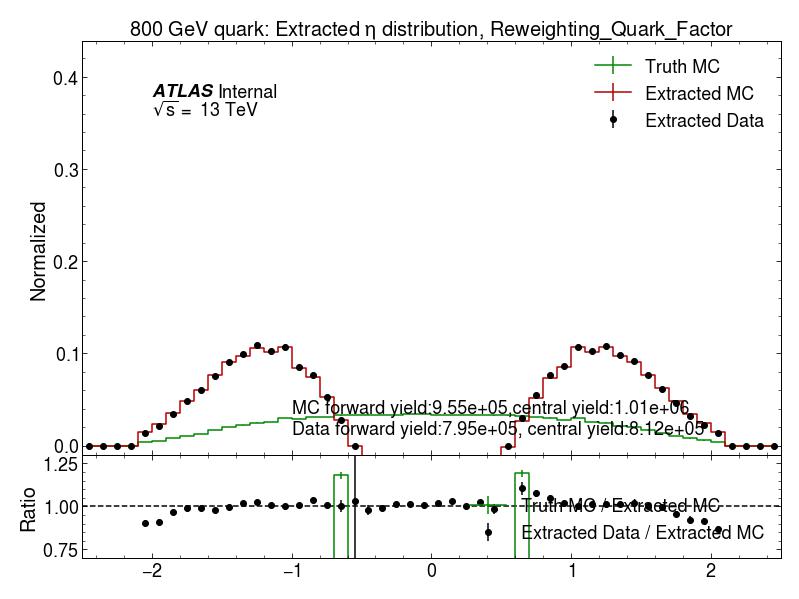 800 GeV quark: Extracted η distribution, Reweighting_Quark_Factor
0.4
0.3
0.2
0.1
0.0
Normalized
ATLAS Internal
√s = 13 TeV
Truth MC
Extracted MC
Extracted Data
MC forward yield:9.55e+05,central yield:1.01e+06
Data forward yield:7.95e+05, central yield:8.12e+05
1.25
1.00
0.75
Ratio
Truth MC / Extracted MC
Extracted Data / Extracted MC
−2 −1 0 1 2